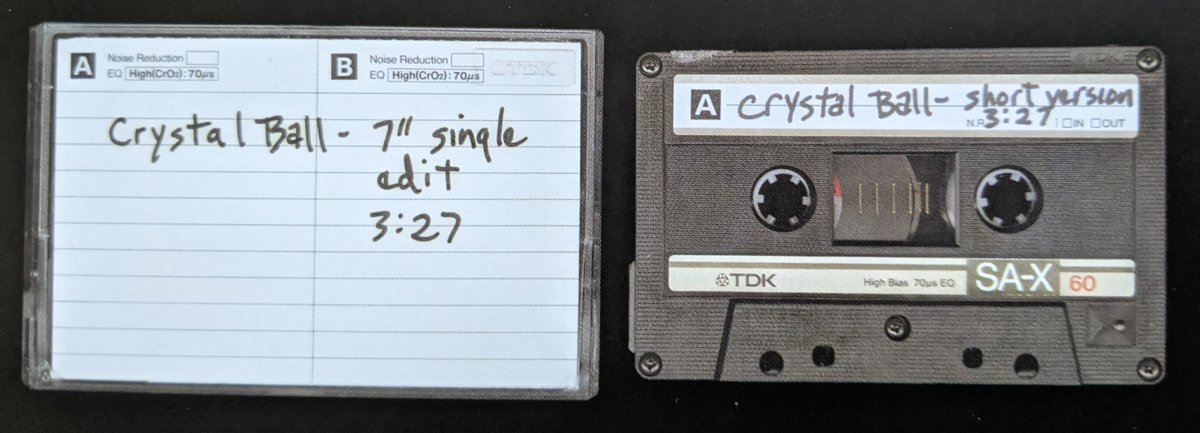 A Noise Reduction
EQ High(CrO2): 70µs
B Noise Reduction
EQ High(CrO2): 70µs
TDK
Crystal Ball - 7" single
edit
3:27
TDK
A Crystal Ball - short version
N.R. 3:27 IN OUT
TDK High Bias 70µs EQ SA-X 60